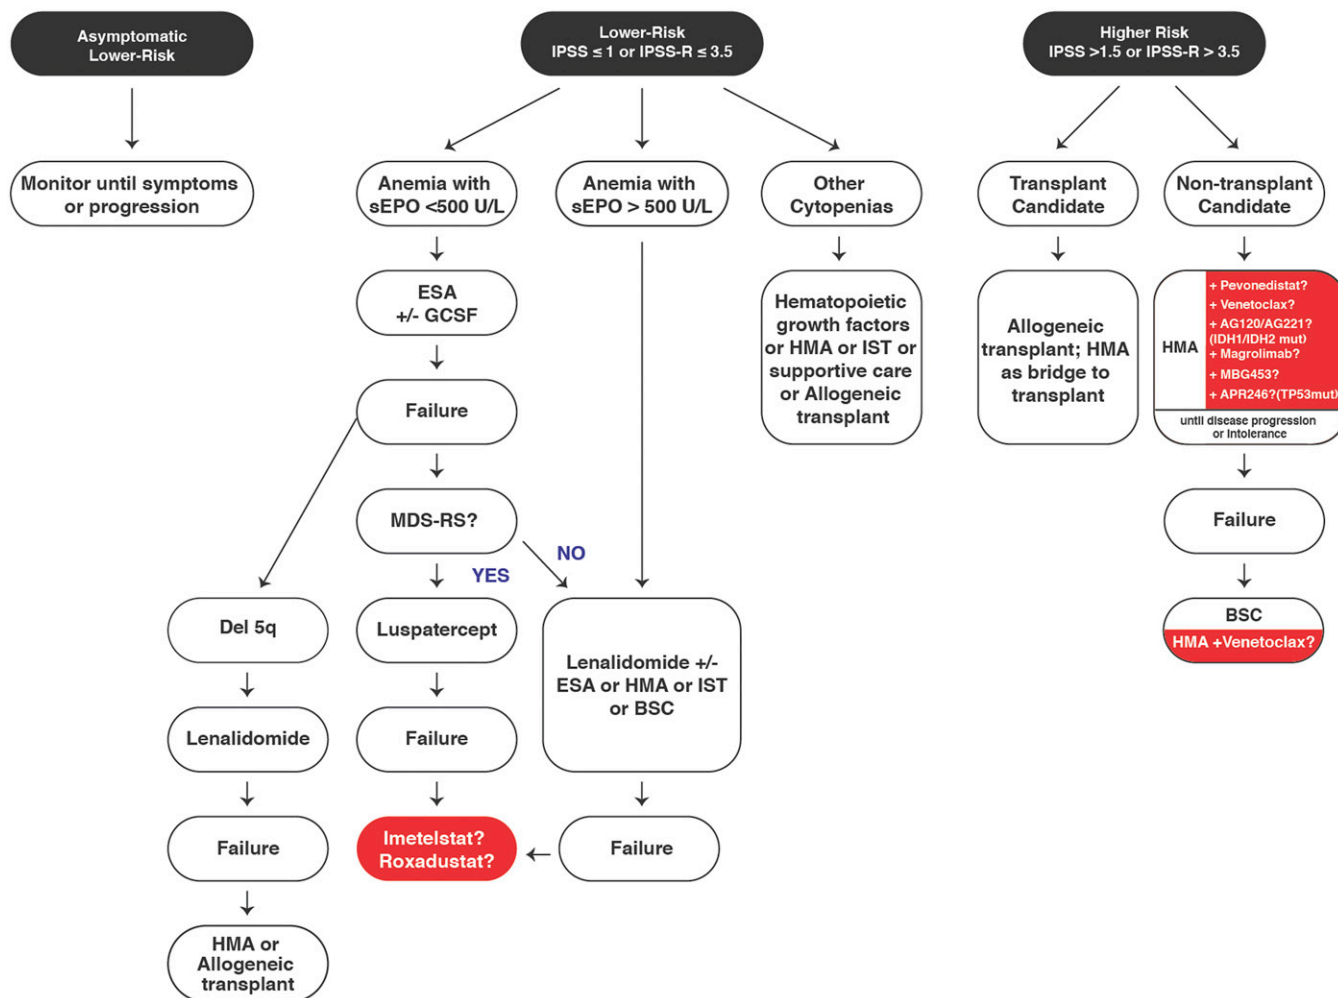 Asymptomatic
Lower-Risk
Monitor until symptoms
or progression
Lower-Risk
IPSS ≤ 1 or IPSS-R ≤ 3.5
Anemia with
sEPO <500 U/L
ESA
+/- GCSF
Failure
Del 5q
Lenalidomide
Failure
HMA or
Allogeneic
transplant
MDS-RS?
YES
NO
Luspatercept
Failure
Imetelstat?
Roxadustat?
Anemia with
sEPO > 500 U/L
Lenalidomide +/-
ESA or HMA or IST
or BSC
Failure
Other
Cytopenias
Hematopoietic
growth factors
or HMA or IST or
supportive care
or Allogeneic
transplant
Higher Risk
IPSS >1.5 or IPSS-R > 3.5
Transplant
Candidate
Allogeneic
transplant; HMA
as bridge to
transplant
Non-transplant
Candidate
HMA
+ Pevonedistat?
+ Venetoclax?
+ AG120/AG221?
(IDH1/IDH2 mut)
+ Magrolimab?
+ MBG453?
+ APR246?(TP53mut)
until disease progression
or Intolerance
Failure
BSC
HMA +Venetoclax?